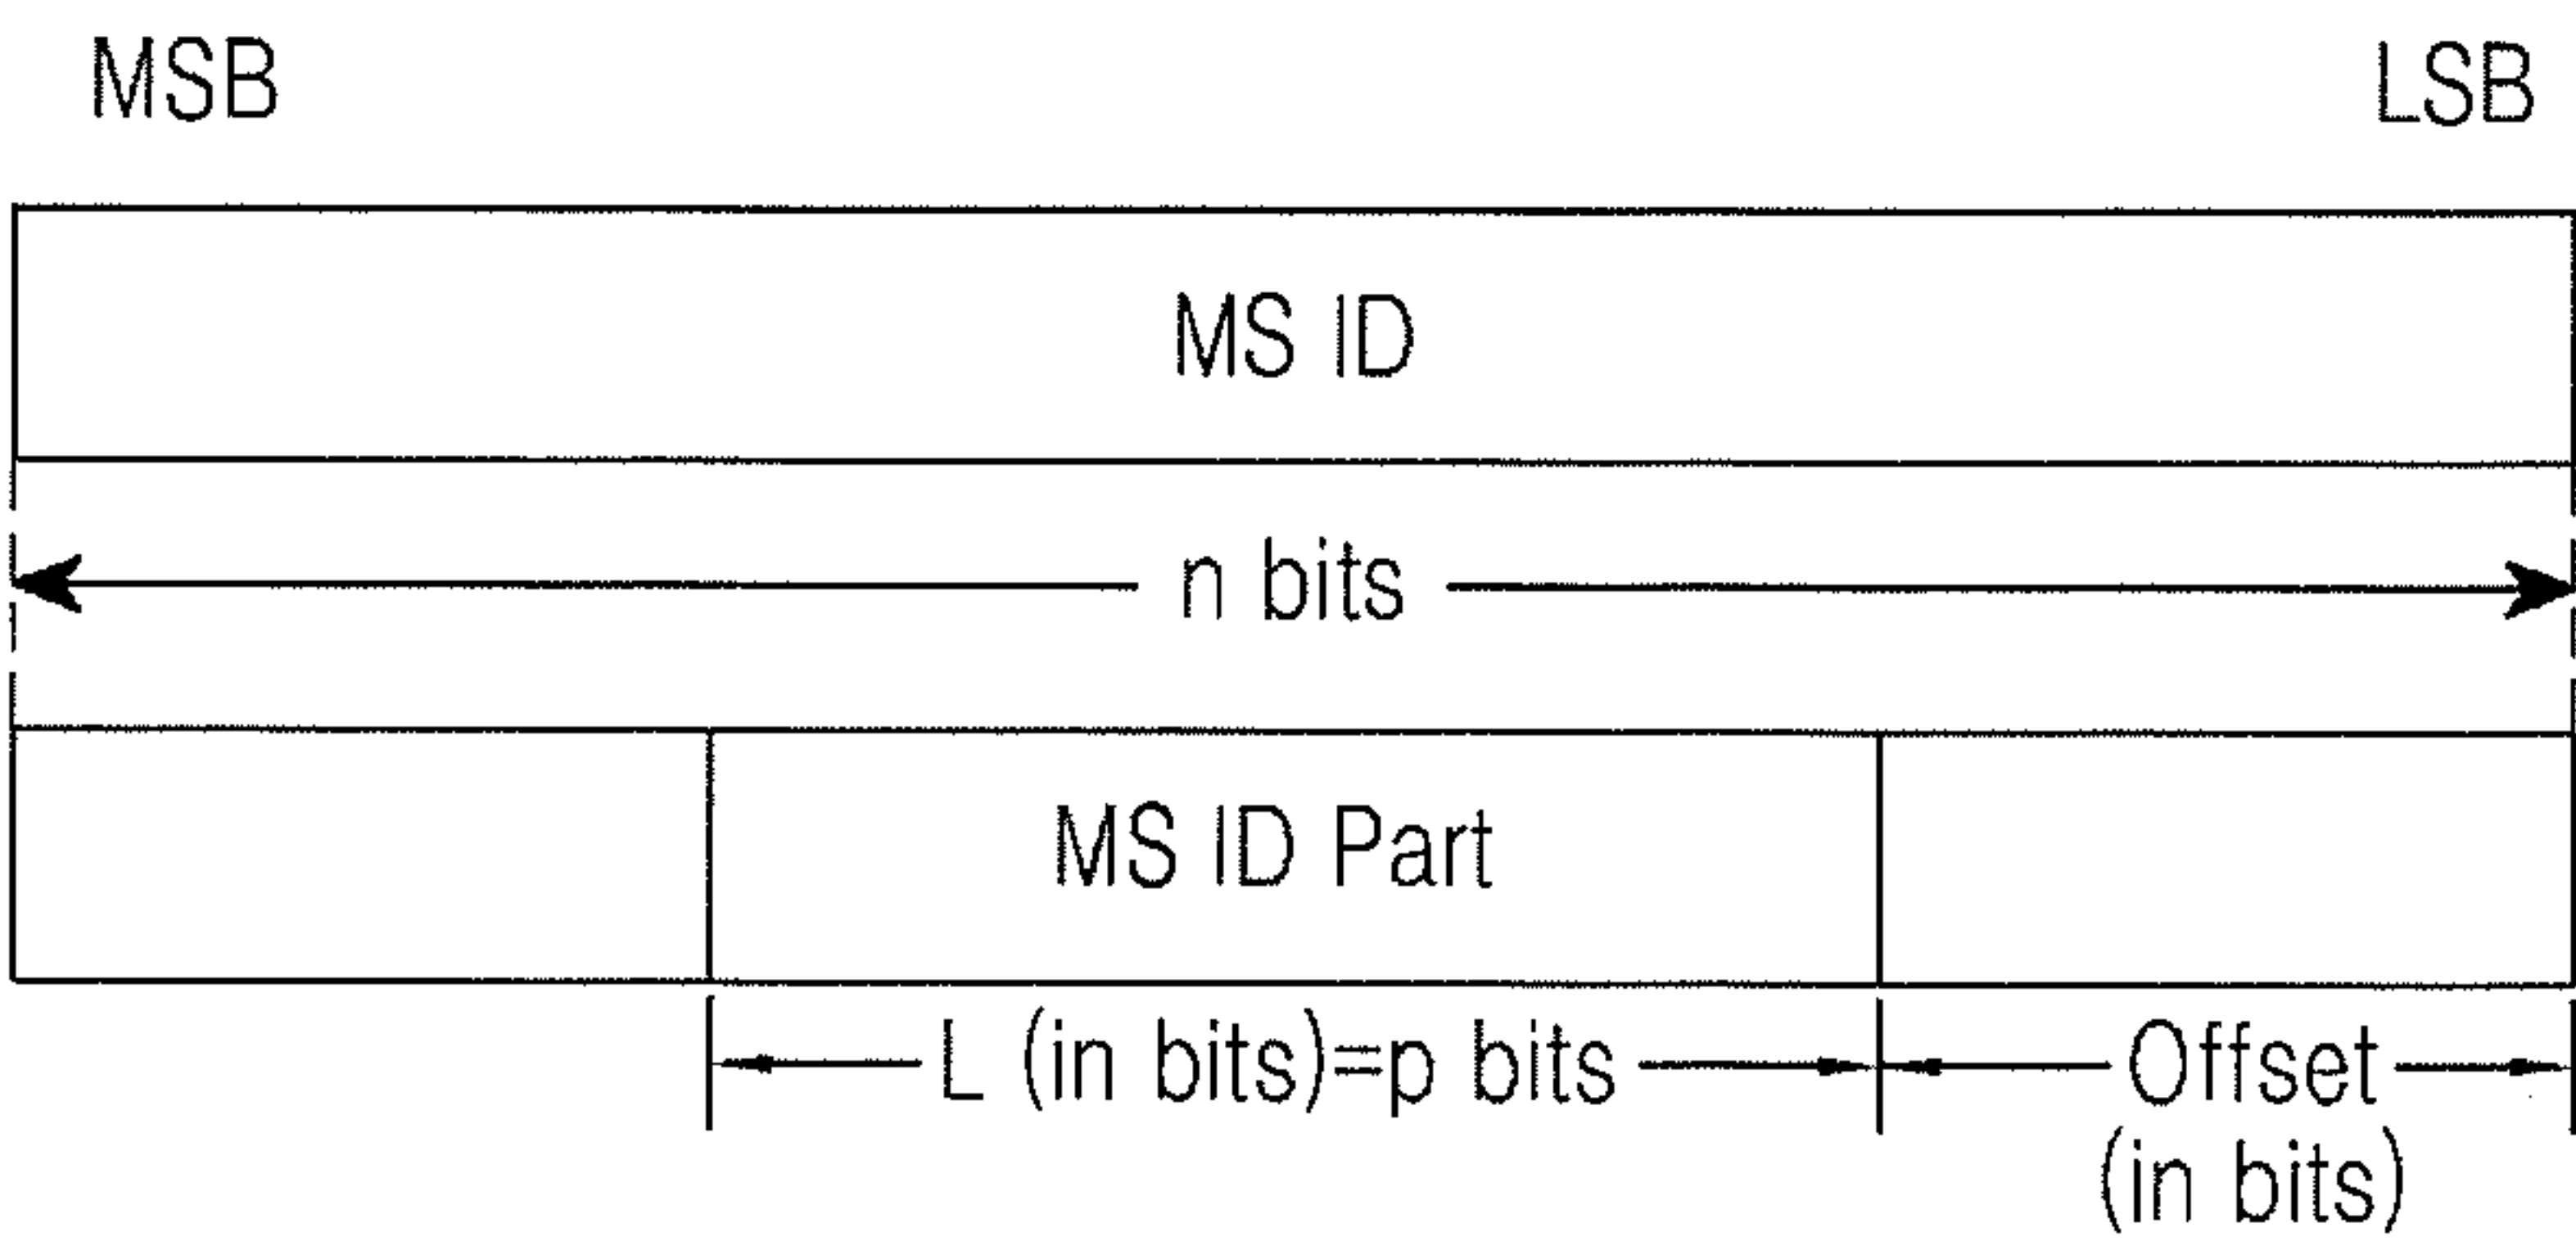 MSB
LSB
MS ID
n bits
MS ID Part
L (in bits)=p bits
Offset
(in bits)